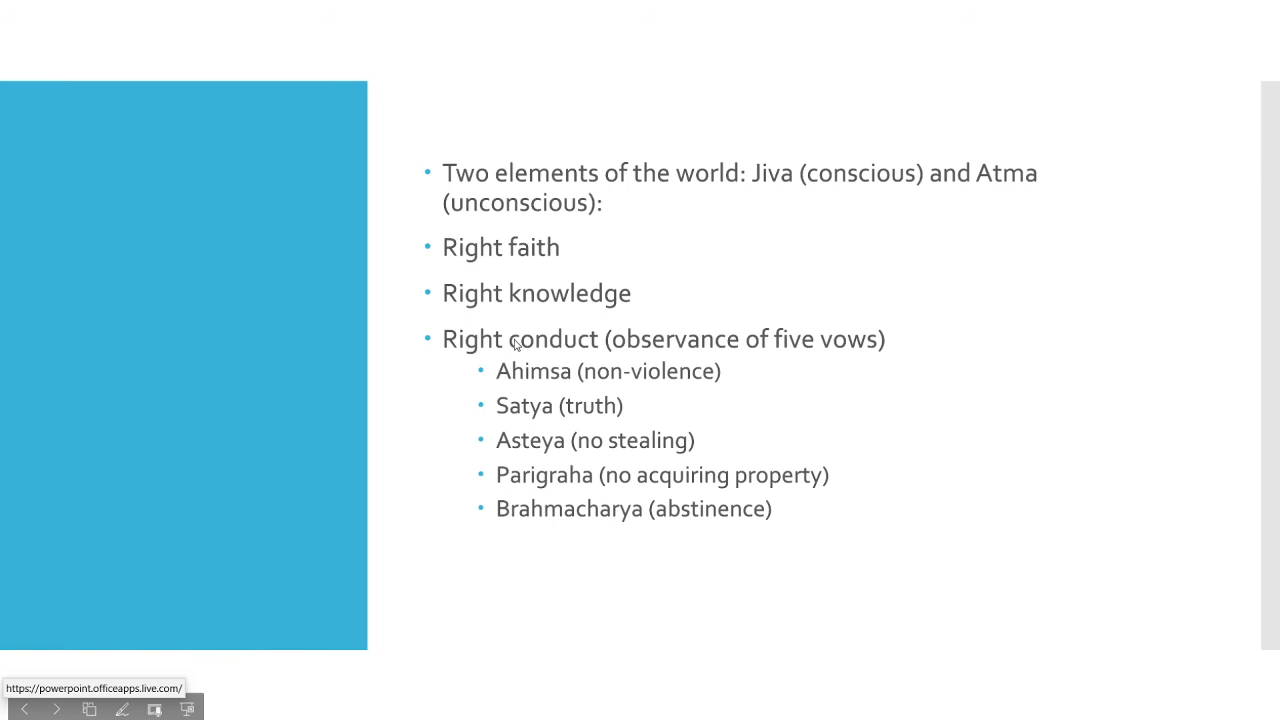 • Two elements of the world: Jiva (conscious) and Atma
(unconscious):
• Right faith
• Right knowledge
• Right conduct (observance of five vows)
• Ahimsa (non-violence)
• Satya (truth)
• Asteya (no stealing)
• Parigraha (no acquiring property)
• Brahmacharya (abstinence)
https://powerpoint.officeapps.live.com/